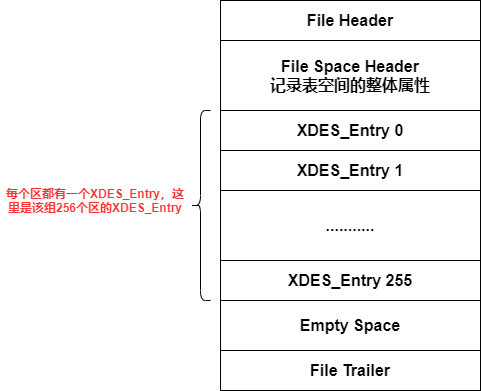 File Header
File Space Header
记录表空间的整体属性
XDES_Entry 0
XDES_Entry 1
每个区都有一个XDES_Entry，这
里是该组256个区的XDES_Entry
...........
XDES_Entry 255
Empty Space
File Trailer